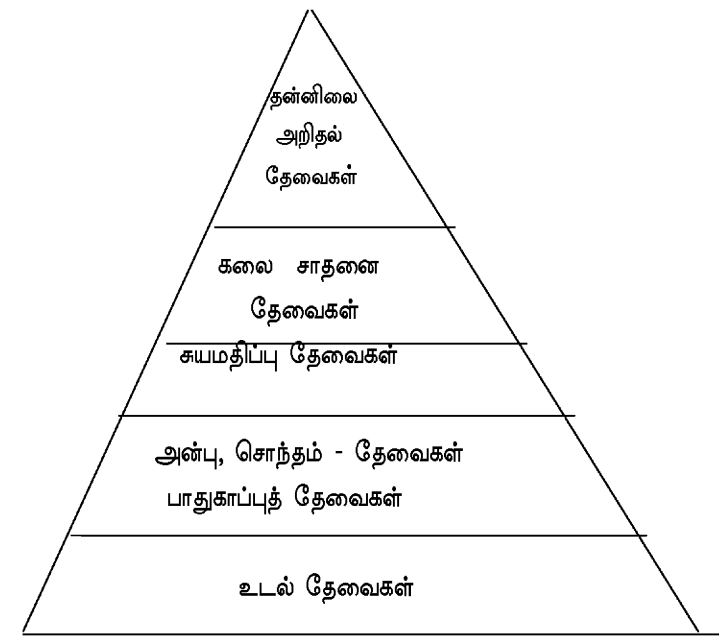 தன்னிலை
அறிதல்
தேவைகள்
கலை சாதனை
தேவைகள்
சுயமதிப்பு தேவைகள்
அன்பு, சொந்தம் - தேவைகள்
பாதுகாப்புத் தேவைகள்
உடல் தேவைகள்